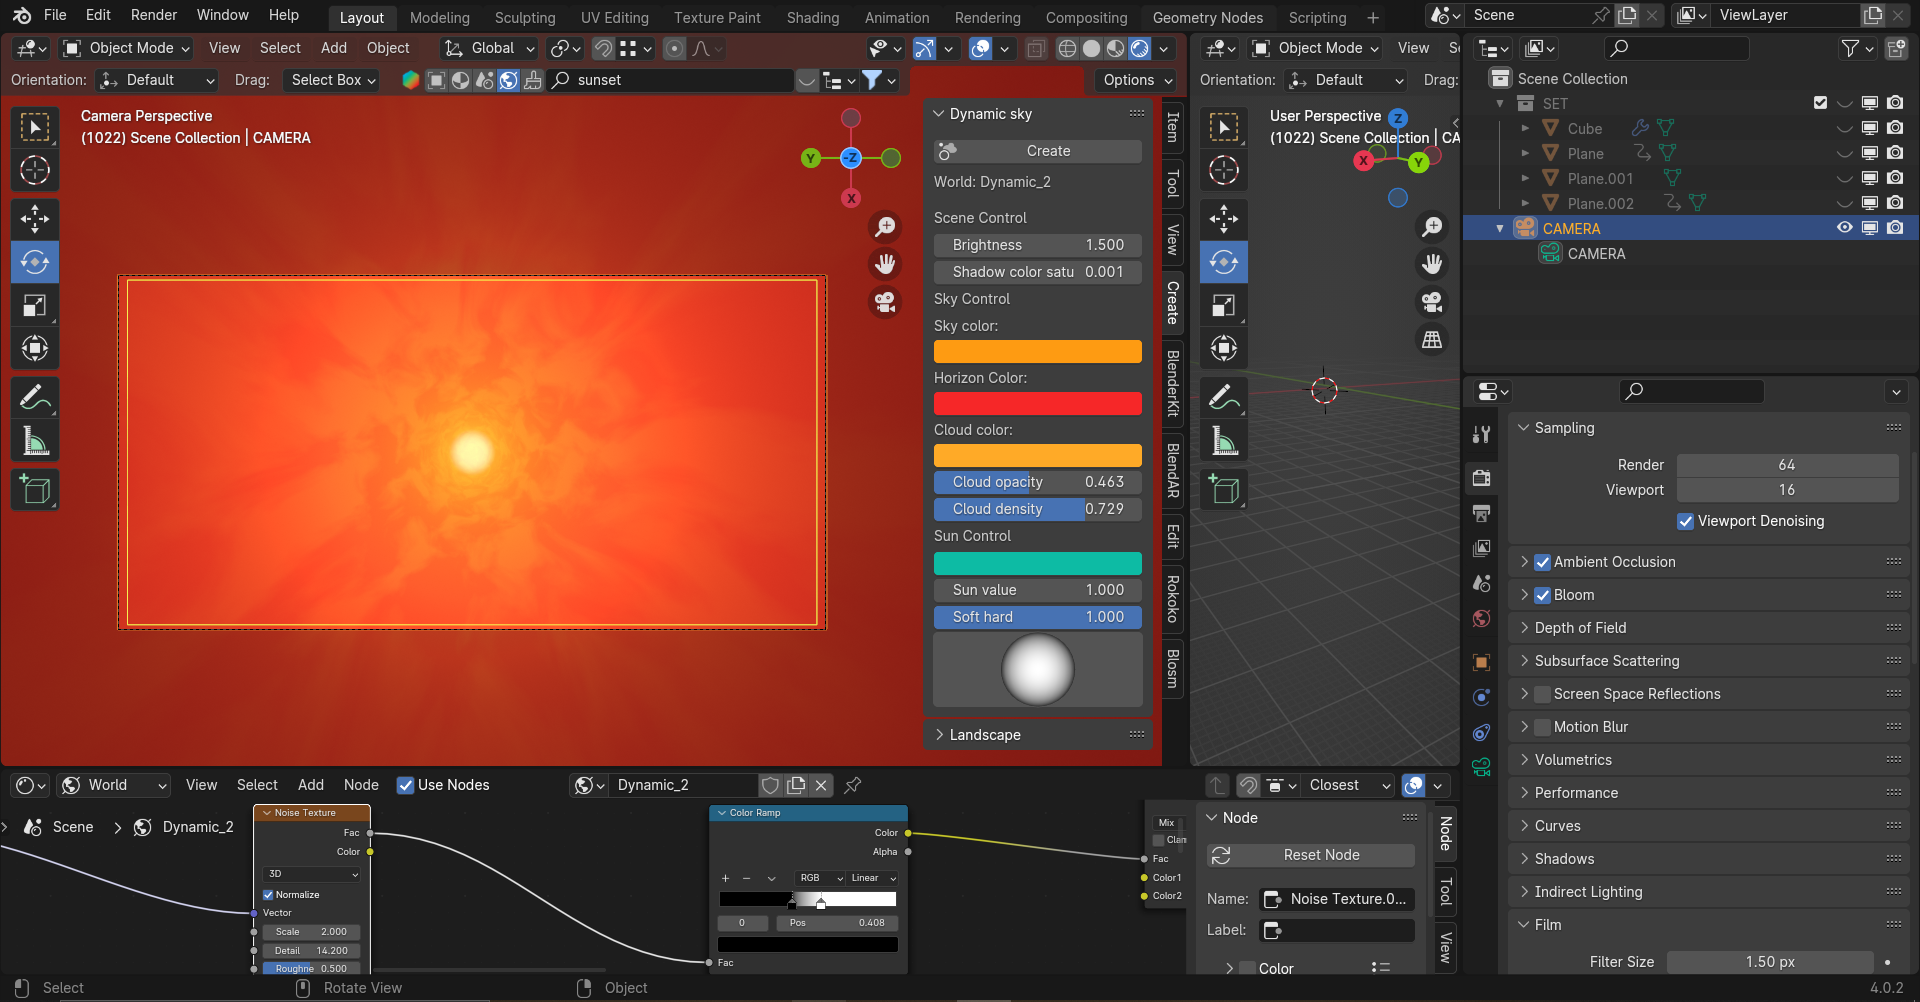 File Edit Render Window Help Layout Modeling Sculpting UV Editing Texture Paint Shading Animation Rendering Compositing Geometry Nodes Scripting + Scene ViewLayer
Object Mode View Select Add Object Global Object Mode View
Orientation: Default Drag: Select Box sunset Options Orientation: Default Drag:
Camera Perspective
(1022) Scene Collection | CAMERA
Y -Z X
Dynamic sky
Create
World: Dynamic_2
Scene Control
Brightness 1.500
Shadow color satu 0.001
Sky Control
Sky color:
Horizon Color:
Cloud color:
Cloud opacity 0.463
Cloud density 0.729
Sun Control
Sun value 1.000
Soft hard 1.000
Landscape
Item
Tool
View
Create
BlenderKit
BlendAR
Edit
Rokoko
Blosm
User Perspective
(1022) Scene Collection | CA
Z X Y
Scene Collection
SET
Cube
Plane
Plane.001
Plane.002
CAMERA
CAMERA
Sampling
Render 64
Viewport 16
Viewport Denoising
Ambient Occlusion
Bloom
Depth of Field
Subsurface Scattering
Screen Space Reflections
Motion Blur
Volumetrics
Performance
Curves
Shadows
Indirect Lighting
Film
Filter Size 1.50 px
World View Select Add Node Use Nodes Dynamic_2 Closest
Scene > Dynamic_2
Noise Texture
Fac
Color
3D
Normalize
Vector
Scale 2.000
Detail 14.200
Roughne 0.500
Color Ramp
Color
Alpha
+ − RGB Linear
0 Pos 0.408
Fac
Mix
Clam
Fac
Color1
Color2
Node
Reset Node
Name: Noise Texture.0...
Label:
Color
Node
Tool
View
Select Rotate View Object 4.0.2